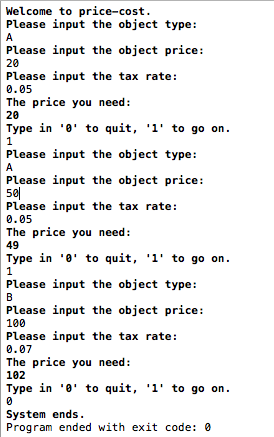 Welcome to price-cost.
Please input the object type:
A
Please input the object price:
20
Please input the tax rate:
0.05
The price you need:
20
Type in '0' to quit, '1' to go on.
1
Please input the object type:
A
Please input the object price:
50
Please input the tax rate:
0.05
The price you need:
49
Type in '0' to quit, '1' to go on.
1
Please input the object type:
B
Please input the object price:
100
Please input the tax rate:
0.07
The price you need:
102
Type in '0' to quit, '1' to go on.
0
System ends.
Program ended with exit code: 0